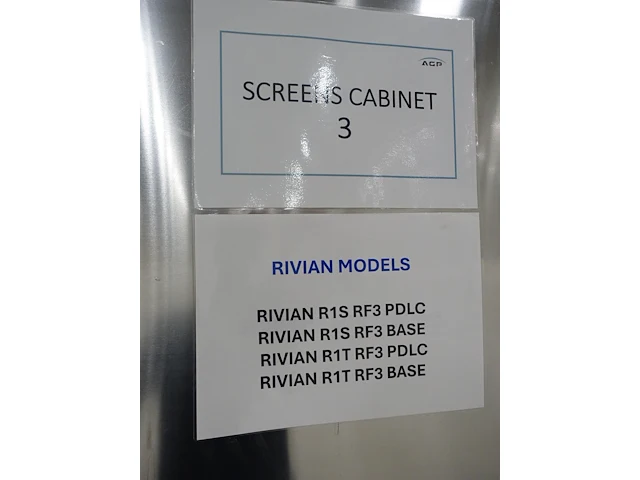 AGP
SCREENS CABINET
3
RIVIAN MODELS
RIVIAN R1S RF3 PDLC
RIVIAN R1S RF3 BASE
RIVIAN R1T RF3 PDLC
RIVIAN R1T RF3 BASE